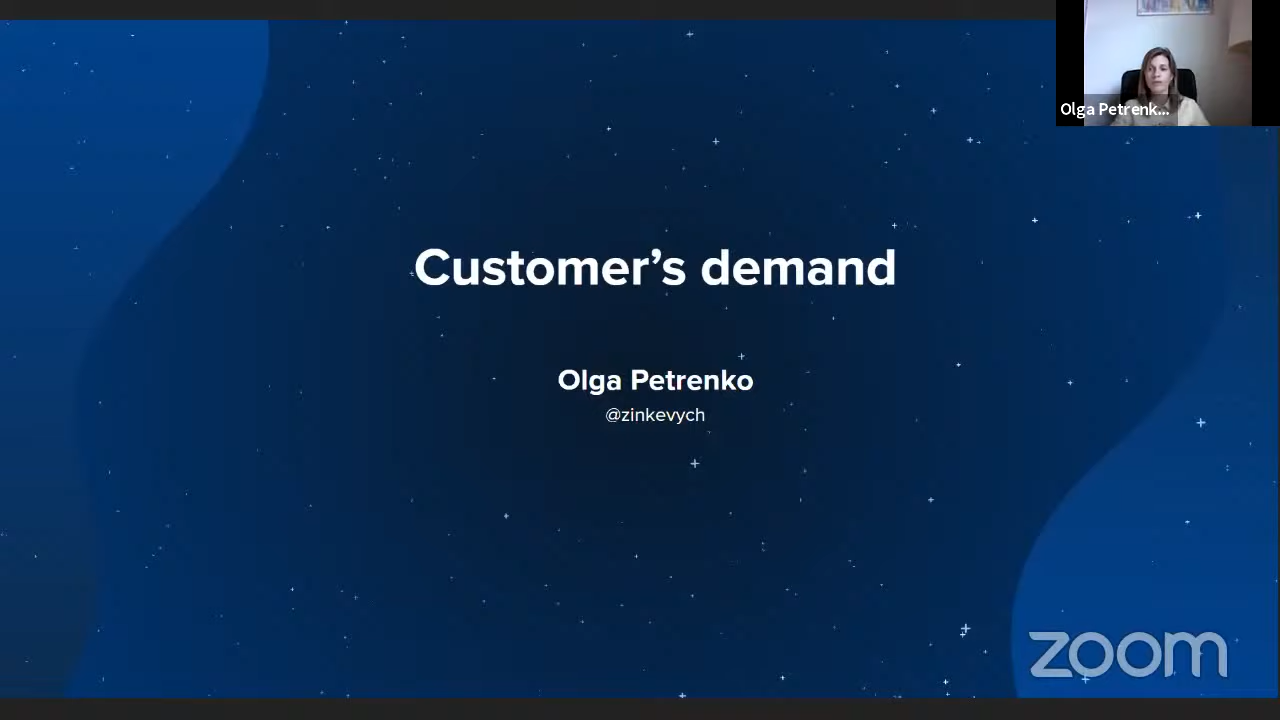 Olga Petrenk...
Customer’s demand
Olga Petrenko
@zinkevych
zoom